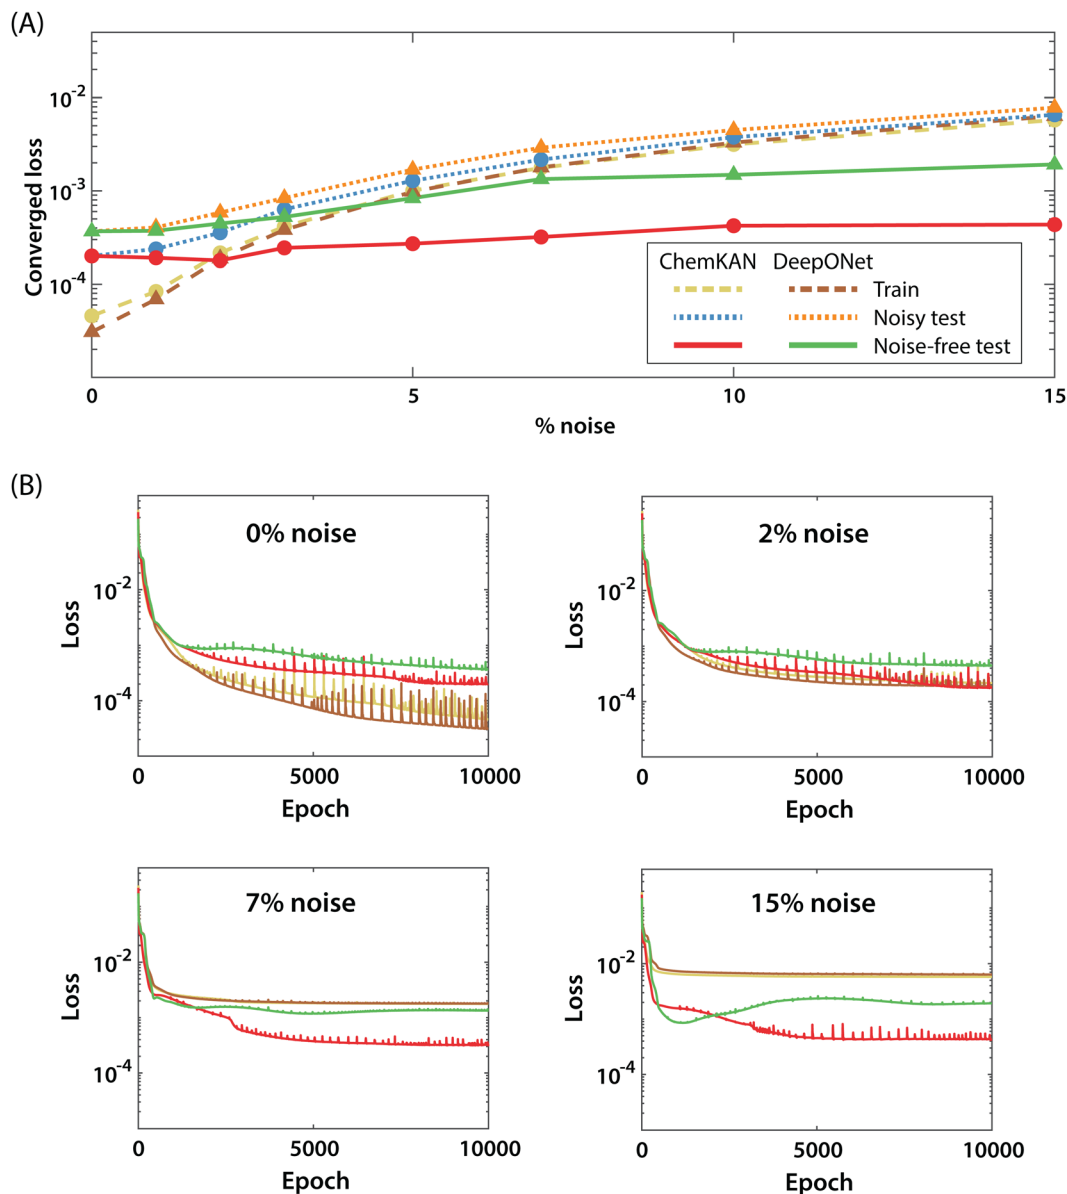 (A)
Converged loss
10^-2
10^-3
10^-4
0 5 10 15
% noise
ChemKAN DeepONet
Train
Noisy test
Noise-free test
(B)
0% noise
Loss
10^-2
10^-4
0 5000 10000
Epoch
2% noise
Loss
10^-2
10^-4
0 5000 10000
Epoch
7% noise
Loss
10^-2
10^-4
0 5000 10000
Epoch
15% noise
Loss
10^-2
10^-4
0 5000 10000
Epoch